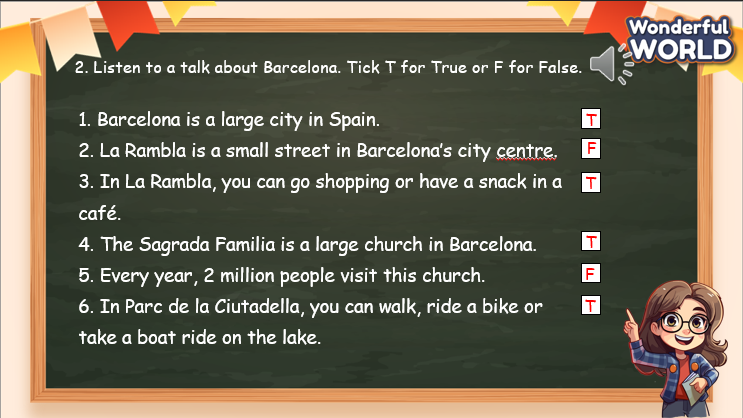 Wonderful
WORLD
2. Listen to a talk about Barcelona. Tick T for True or F for False.
1. Barcelona is a large city in Spain. T
2. La Rambla is a small street in Barcelona's city centre. F
3. In La Rambla, you can go shopping or have a snack in a T
café.
4. The Sagrada Familia is a large church in Barcelona. T
5. Every year, 2 million people visit this church. F
6. In Parc de la Ciutadella, you can walk, ride a bike or T
take a boat ride on the lake.